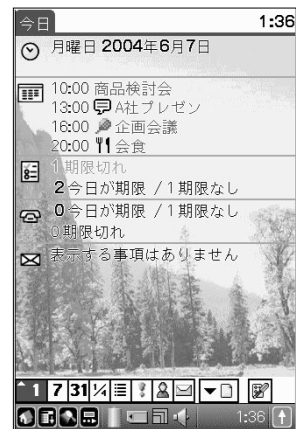 今日 1:36
月曜日 2004年6月7日
10:00 商品検討会
13:00 A社プレゼン
16:00 企画会議
20:00 会食
1 期限切れ
2 今日が期限 / 1 期限なし
0 今日が期限 / 1 期限なし
0 期限切れ
表示する事項はありません
1 7 31
1:36